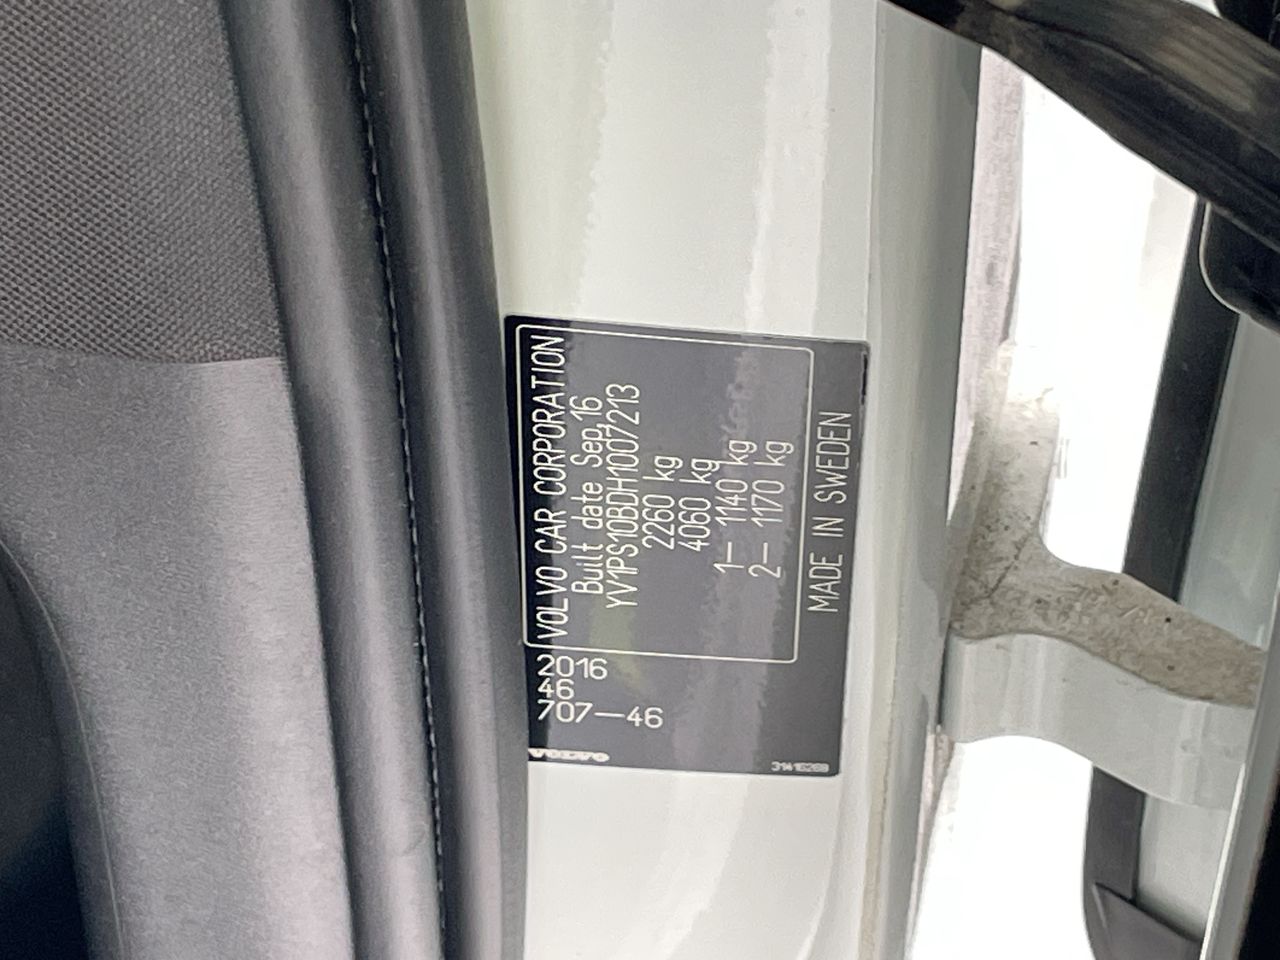 VOLVO CAR CORPORATION
Built date Sep,16
YV1PS10BDH1007213
2260 kg
4060 kg
1– 1140 kg
2– 1170 kg
MADE IN SWEDEN
2016
46
707–46
VOLVO